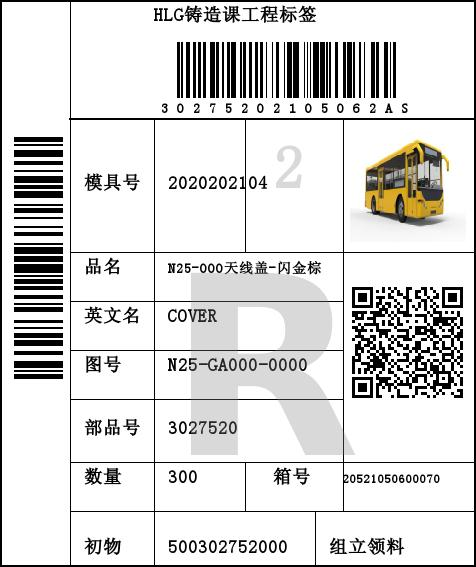 HLG铸造课工程标签
30275202105062AS
模具号 2020202104 2
品名 N25-000天线盖-闪金棕
英文名 COVER
图号 N25-GA000-0000
R
部品号 3027520
数量 300 箱号 20521050600070
初物 500302752000 组立领料